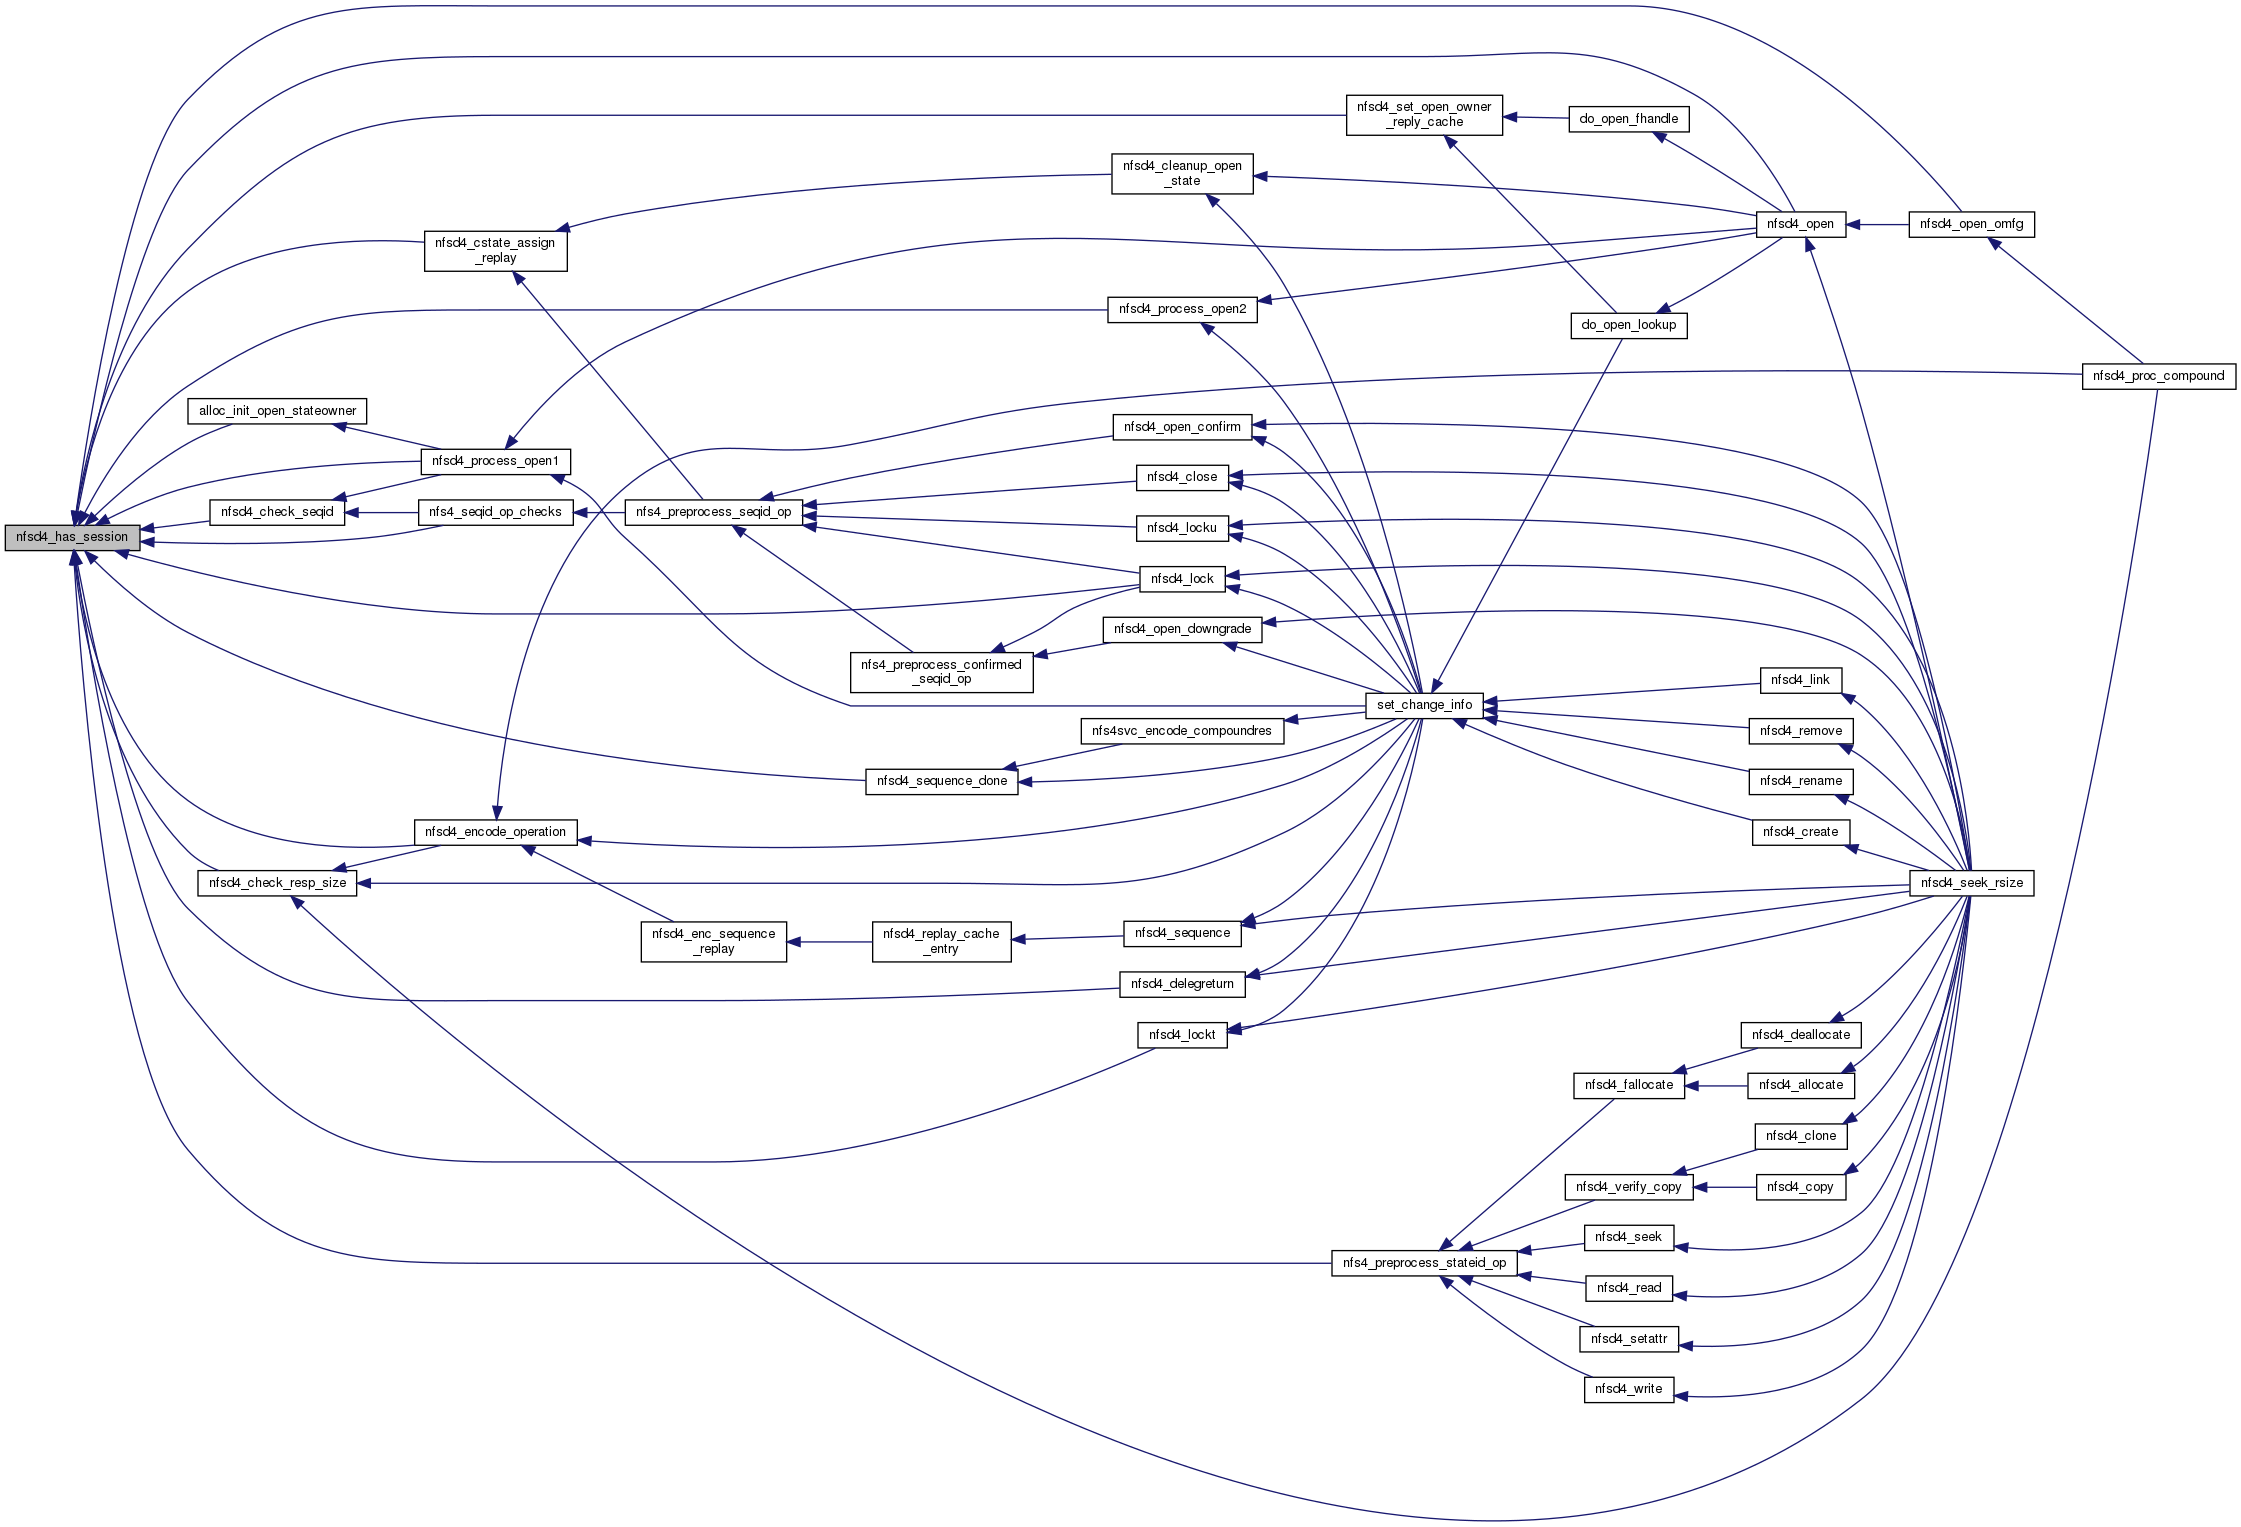 nfsd4_set_open_owner
_reply_cache
do_open_fhandle
nfsd4_cleanup_open
_state
nfsd4_open
nfsd4_open_omfg
nfsd4_cstate_assign
_replay
nfsd4_process_open2
do_open_lookup
nfsd4_proc_compound
alloc_init_open_stateowner
nfsd4_open_confirm
nfsd4_process_open1
nfsd4_close
nfsd4_check_seqid
nfs4_seqid_op_checks
nfs4_preprocess_seqid_op
nfsd4_locku
nfsd4_has_session
nfsd4_lock
nfsd4_open_downgrade
nfs4_preprocess_confirmed
_seqid_op
nfsd4_link
set_change_info
nfs4svc_encode_compoundres
nfsd4_remove
nfsd4_sequence_done
nfsd4_rename
nfsd4_encode_operation
nfsd4_create
nfsd4_check_resp_size
nfsd4_seek_rsize
nfsd4_enc_sequence
_replay
nfsd4_replay_cache
_entry
nfsd4_sequence
nfsd4_delegreturn
nfsd4_lockt
nfsd4_deallocate
nfsd4_fallocate
nfsd4_allocate
nfsd4_clone
nfsd4_verify_copy
nfsd4_copy
nfsd4_seek
nfs4_preprocess_stateid_op
nfsd4_read
nfsd4_setattr
nfsd4_write